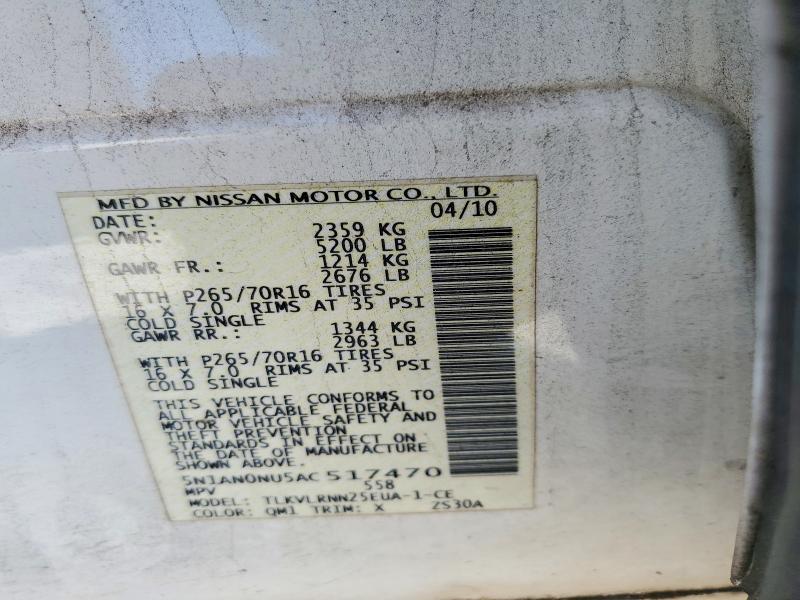 MFD BY NISSAN MOTOR CO., LTD.
DATE: 04/10
GVWR: 2359 KG
5200 LB
GAWR FR.: 1214 KG
2676 LB
WITH P265/70R16 TIRES
16 X 7.0 RIMS AT 35 PSI
COLD SINGLE
GAWR RR.: 1344 KG
2963 LB
WITH P265/70R16 TIRES
16 X 7.0 RIMS AT 35 PSI
COLD SINGLE
THIS VEHICLE CONFORMS TO
ALL APPLICABLE FEDERAL
MOTOR VEHICLE SAFETY AND
THEFT PREVENTION
STANDARDS IN EFFECT ON
THE DATE OF MANUFACTURE
SHOWN ABOVE.
5N1AN0NU5AC517470
MPV 558
MODEL: TLKVLRNN25EUA-1-CE
COLOR: QM1 TRIM: X ZS30A